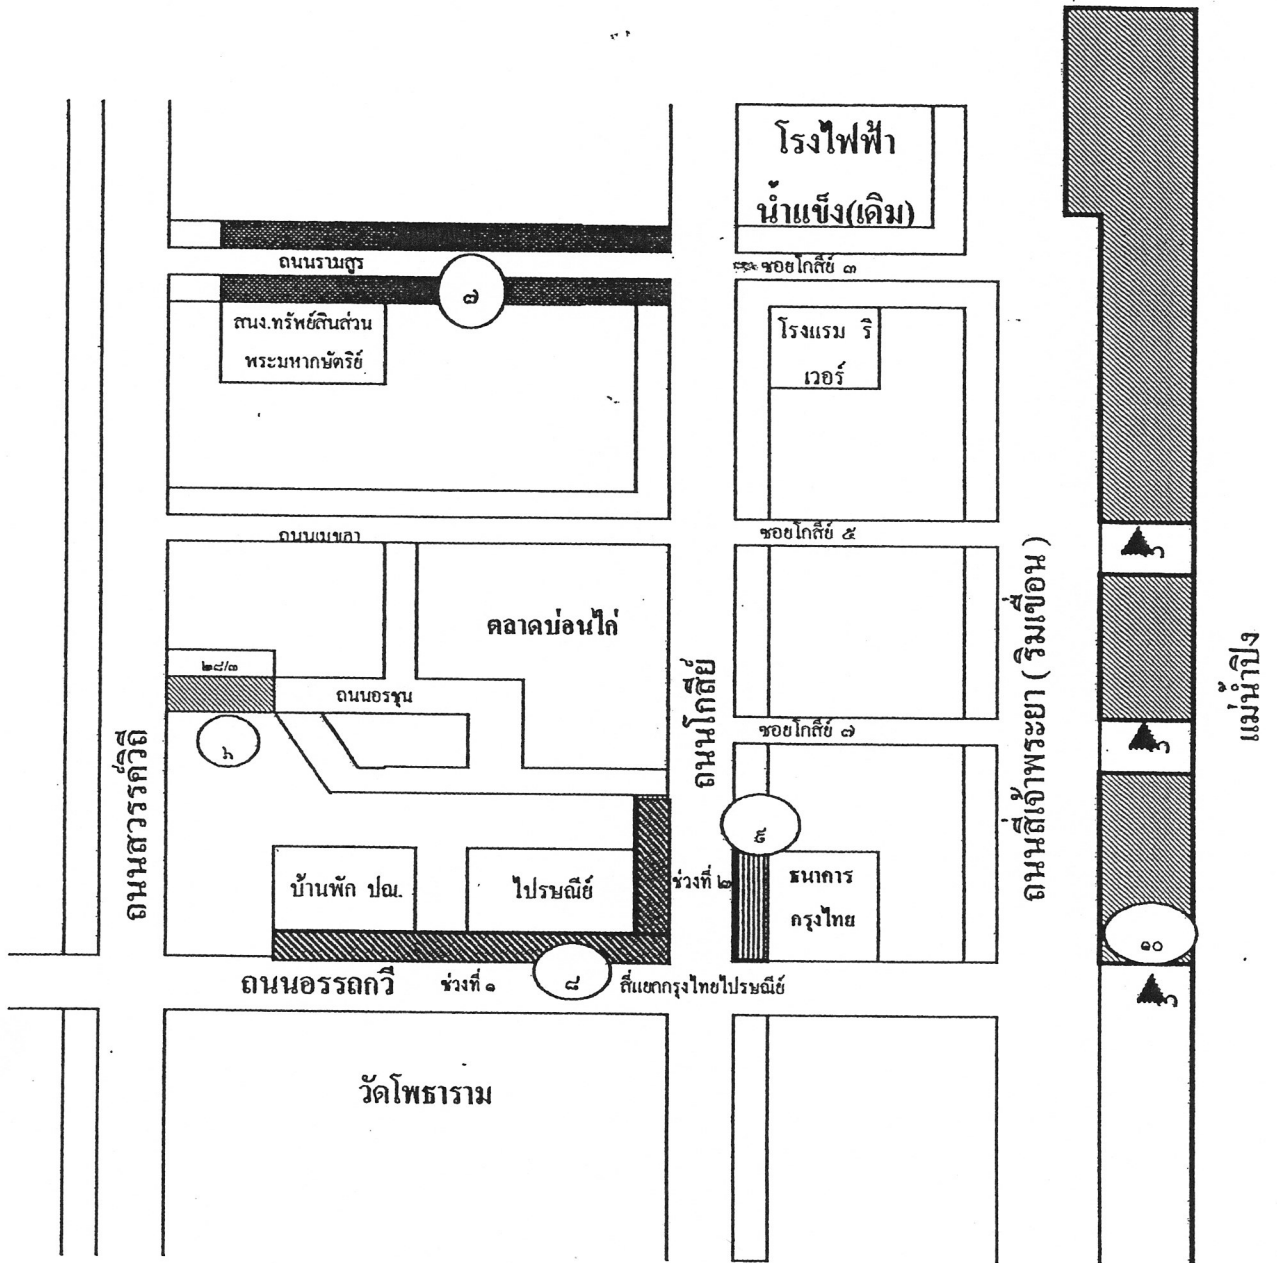 โรงไฟฟ้า
น้ำแข็ง(เดิม)
ถนนรามสูร
ซอยโกสีย์ ๓
๗
สนง.ทรัพย์สินส่วน
พระมหากษัตริย์
โรงแรม ริ
เวอร์
ถนนเมขลา
ซอยโกสีย์ ๕
ตลาดบ่อนไก่
๒๘/๓
ถนนอรชุน
๖
ถนนสวรรค์วิถี
ถนนโกสีย์
ซอยโกสีย์ ๗
ถนนสี่เจ้าพระยา ( ริมเขื่อน )
แม่น้ำปิง
๙
บ้านพัก ปณ.
ไปรษณีย์
ช่วงที่ ๒
ธนาคาร
กรุงไทย
๑๐
ถนนอรรถกวี
ช่วงที่ ๑
๘
สี่แยกกรุงไทยไปรษณีย์
วัดโพธาราม